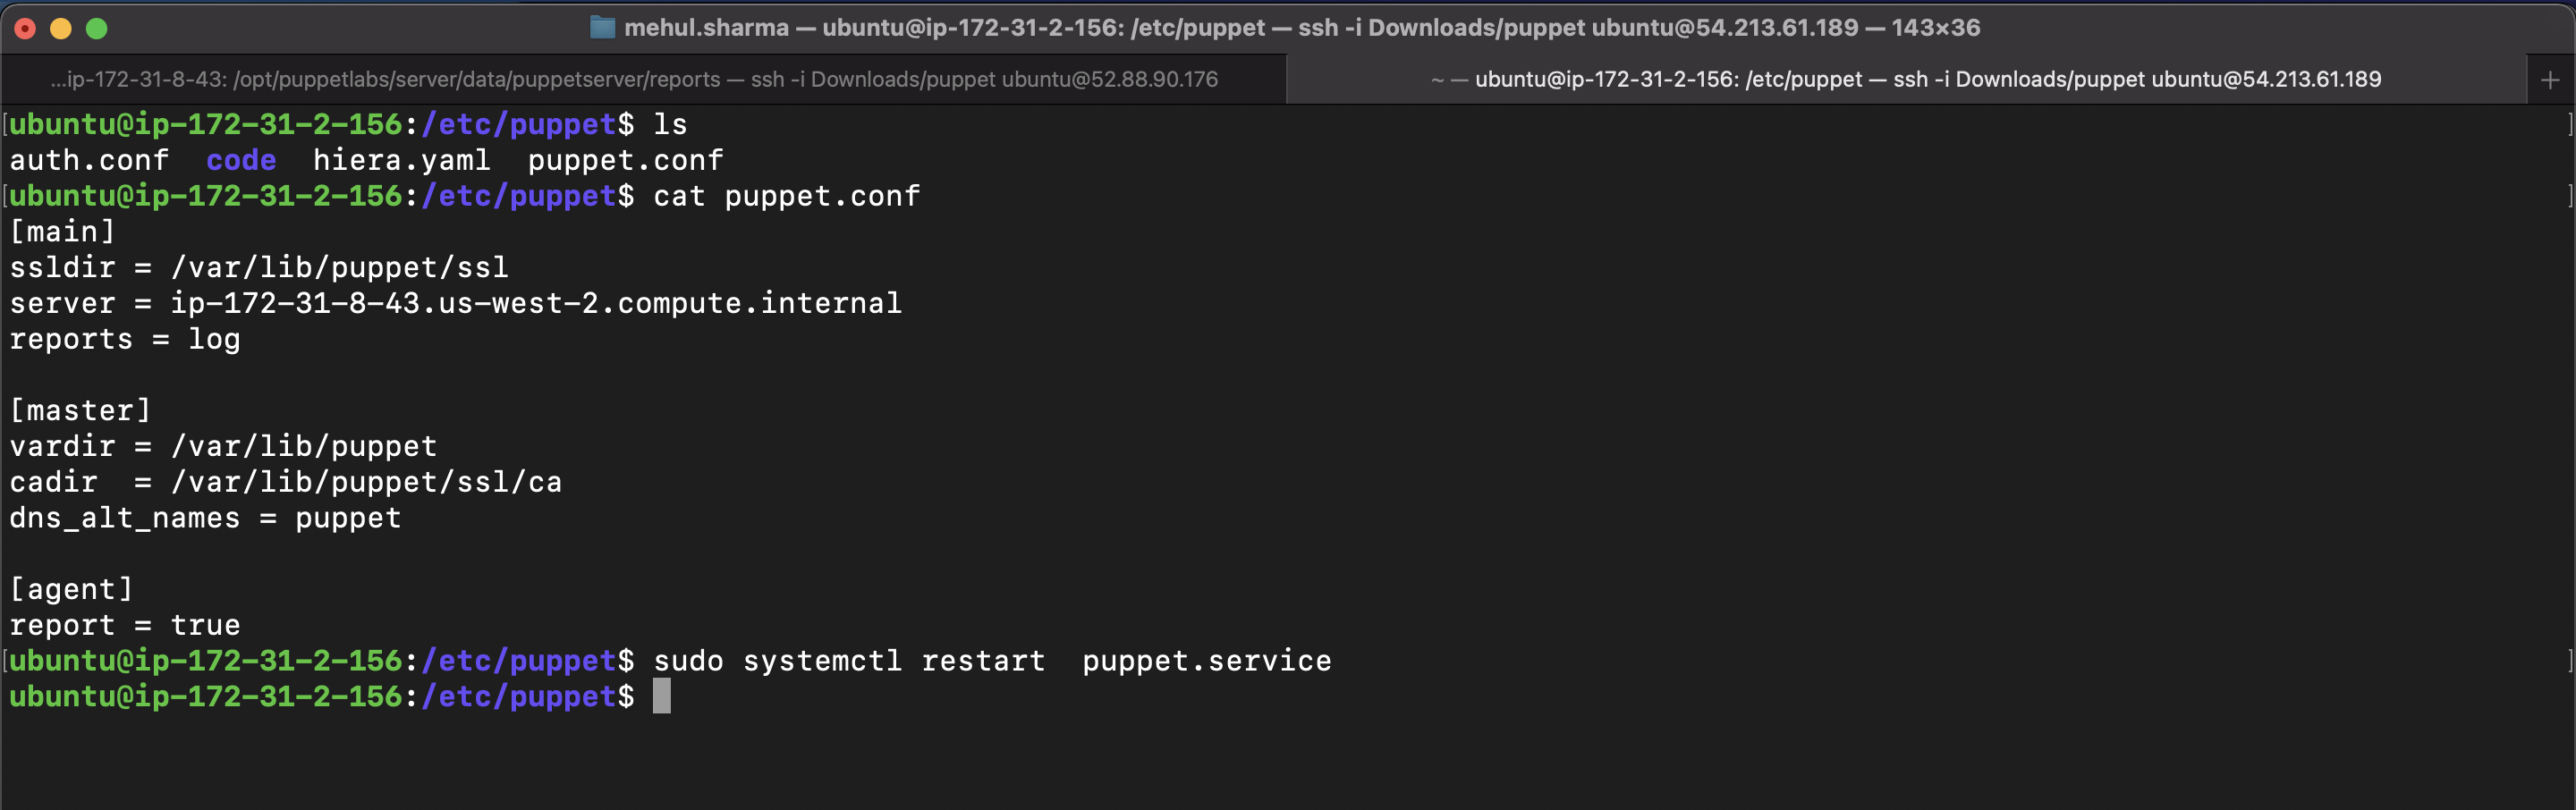 mehul.sharma — ubuntu@ip-172-31-2-156: /etc/puppet — ssh -i Downloads/puppet ubuntu@54.213.61.189 — 143×36
...ip-172-31-8-43: /opt/puppetlabs/server/data/puppetserver/reports — ssh -i Downloads/puppet ubuntu@52.88.90.176
~ — ubuntu@ip-172-31-2-156: /etc/puppet — ssh -i Downloads/puppet ubuntu@54.213.61.189 +
[ubuntu@ip-172-31-2-156:/etc/puppet$ ls ]
auth.conf  code  hiera.yaml  puppet.conf
[ubuntu@ip-172-31-2-156:/etc/puppet$ cat puppet.conf ]
[main]
ssldir = /var/lib/puppet/ssl
server = ip-172-31-8-43.us-west-2.compute.internal
reports = log

[master]
vardir = /var/lib/puppet
cadir  = /var/lib/puppet/ssl/ca
dns_alt_names = puppet

[agent]
report = true
[ubuntu@ip-172-31-2-156:/etc/puppet$ sudo systemctl restart  puppet.service ]
ubuntu@ip-172-31-2-156:/etc/puppet$